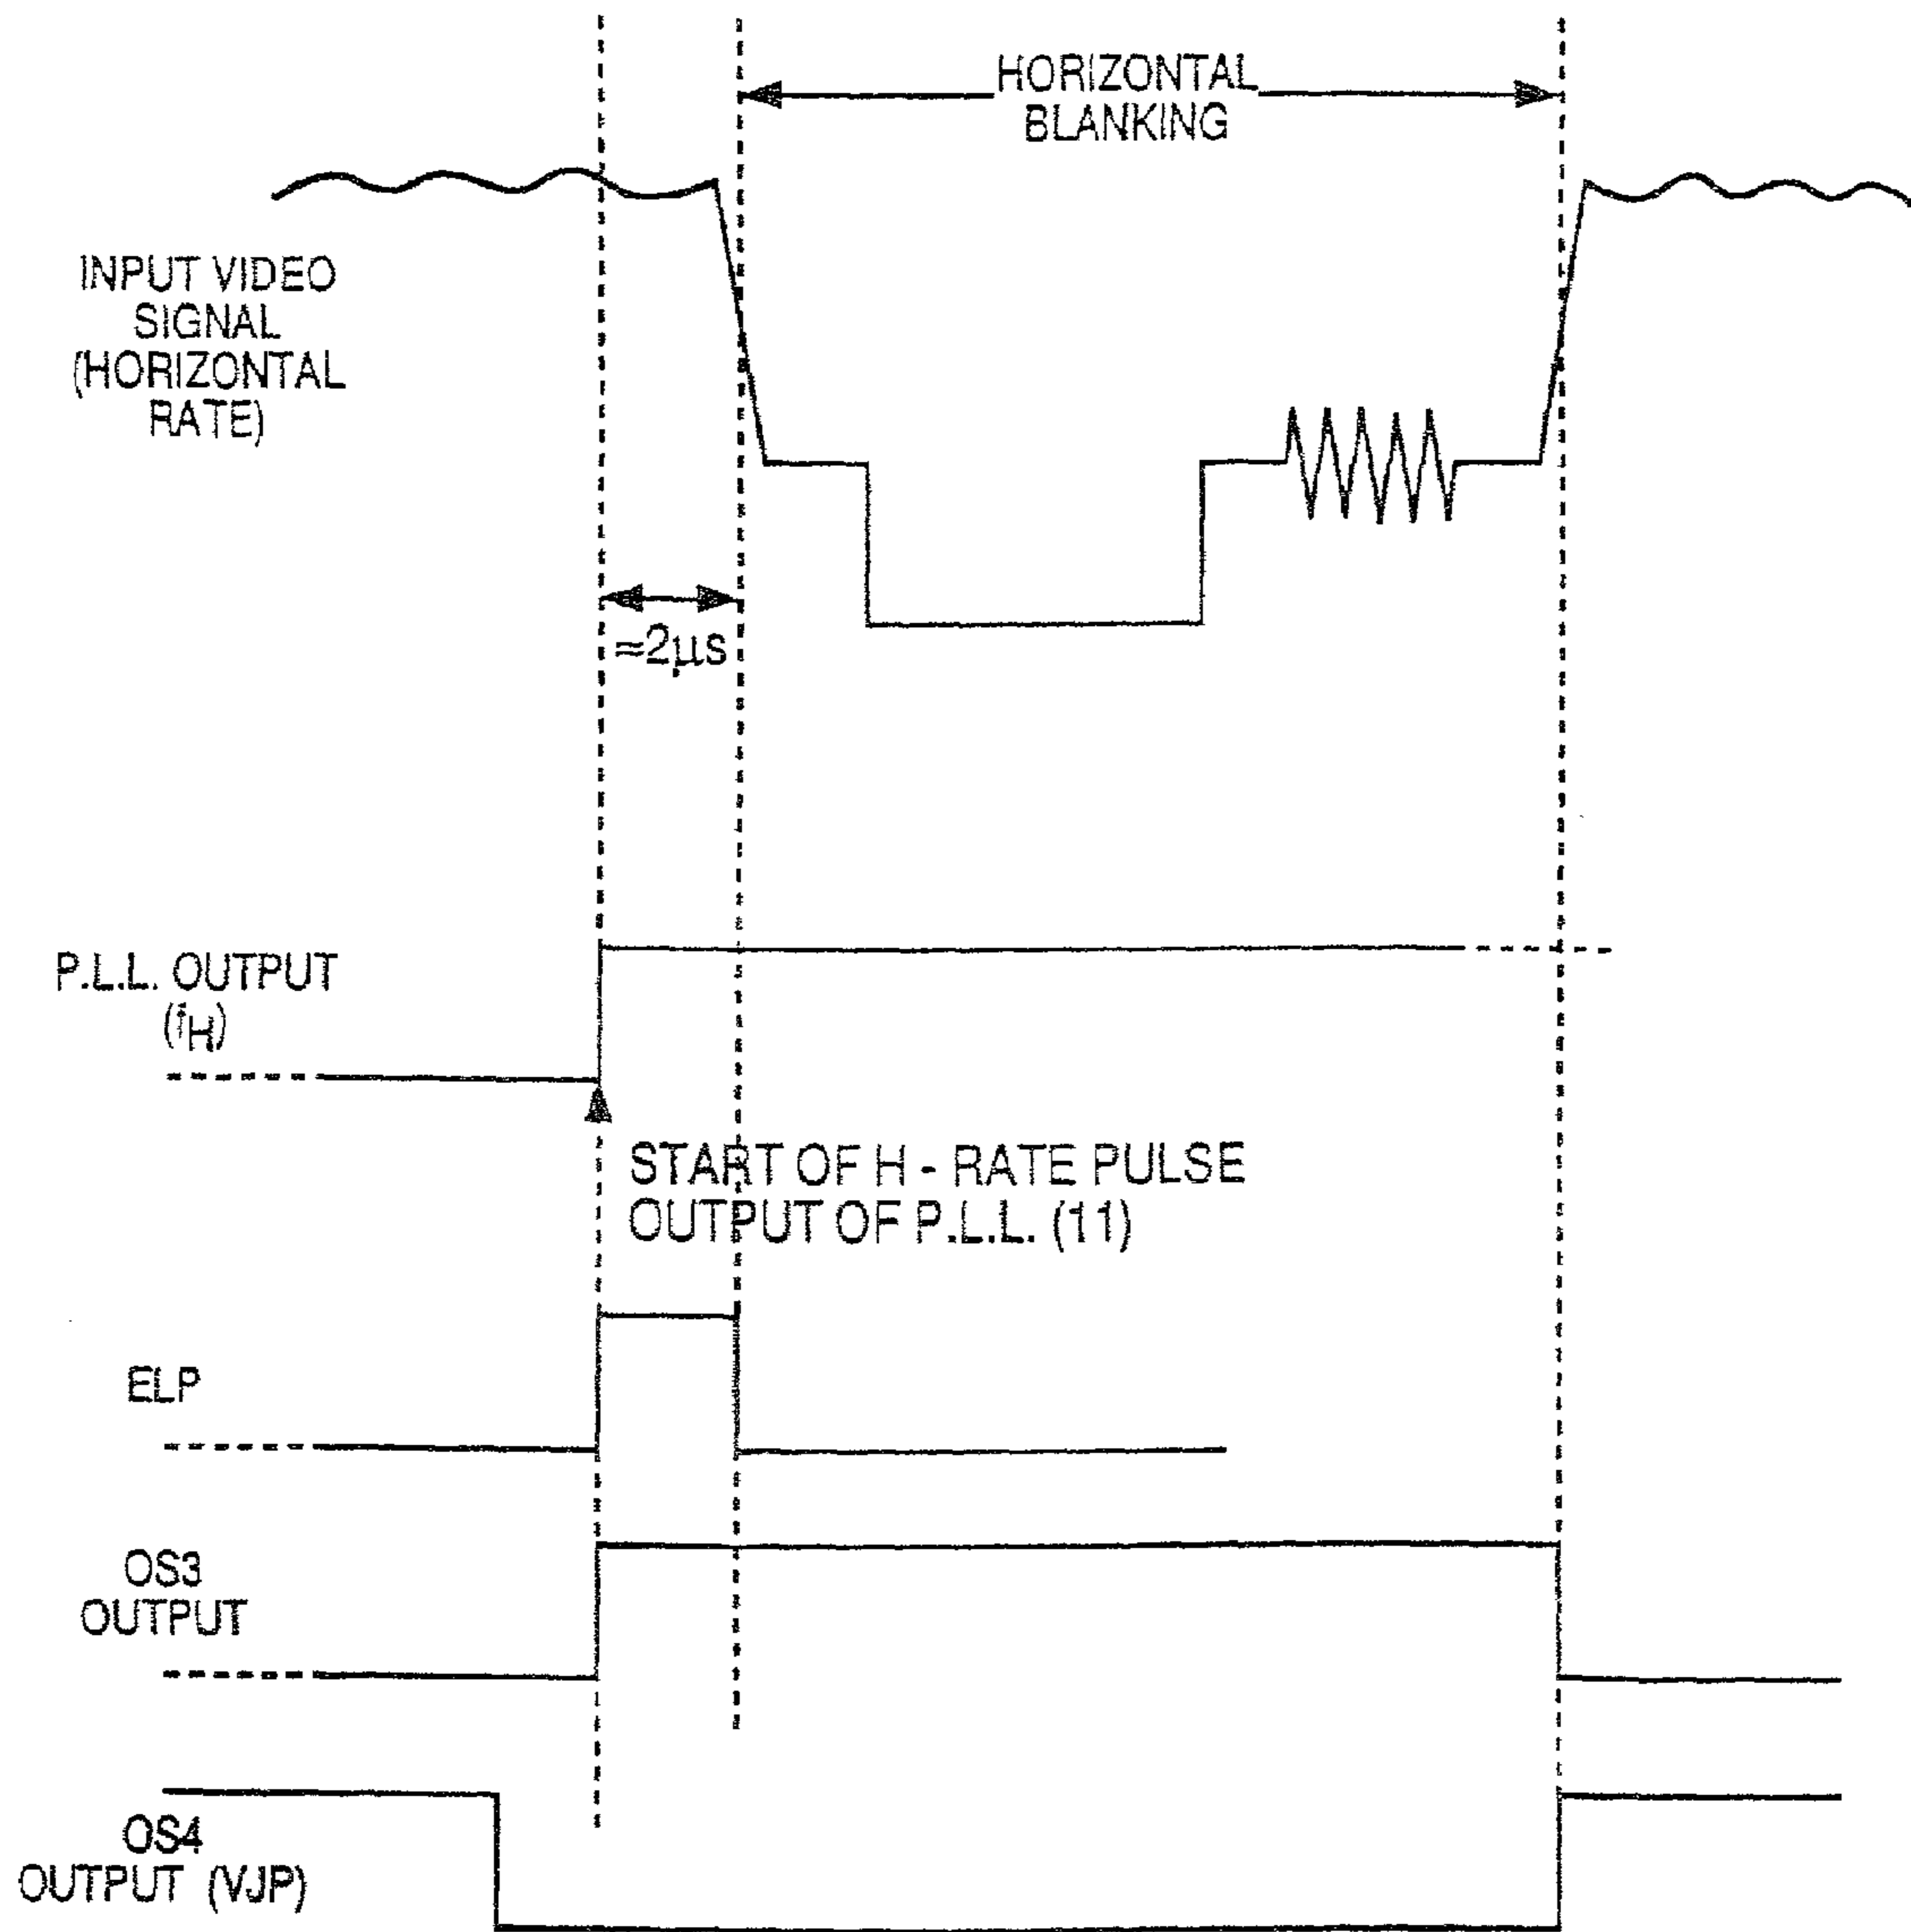 HORIZONTAL
BLANKING
INPUT VIDEO
SIGNAL
(HORIZONTAL
RATE)
≈2µs
P.L.L. OUTPUT
(fH)
START OF H - RATE PULSE
OUTPUT OF P.L.L. (11)
ELP
OS3
OUTPUT
OS4
OUTPUT (VJP)